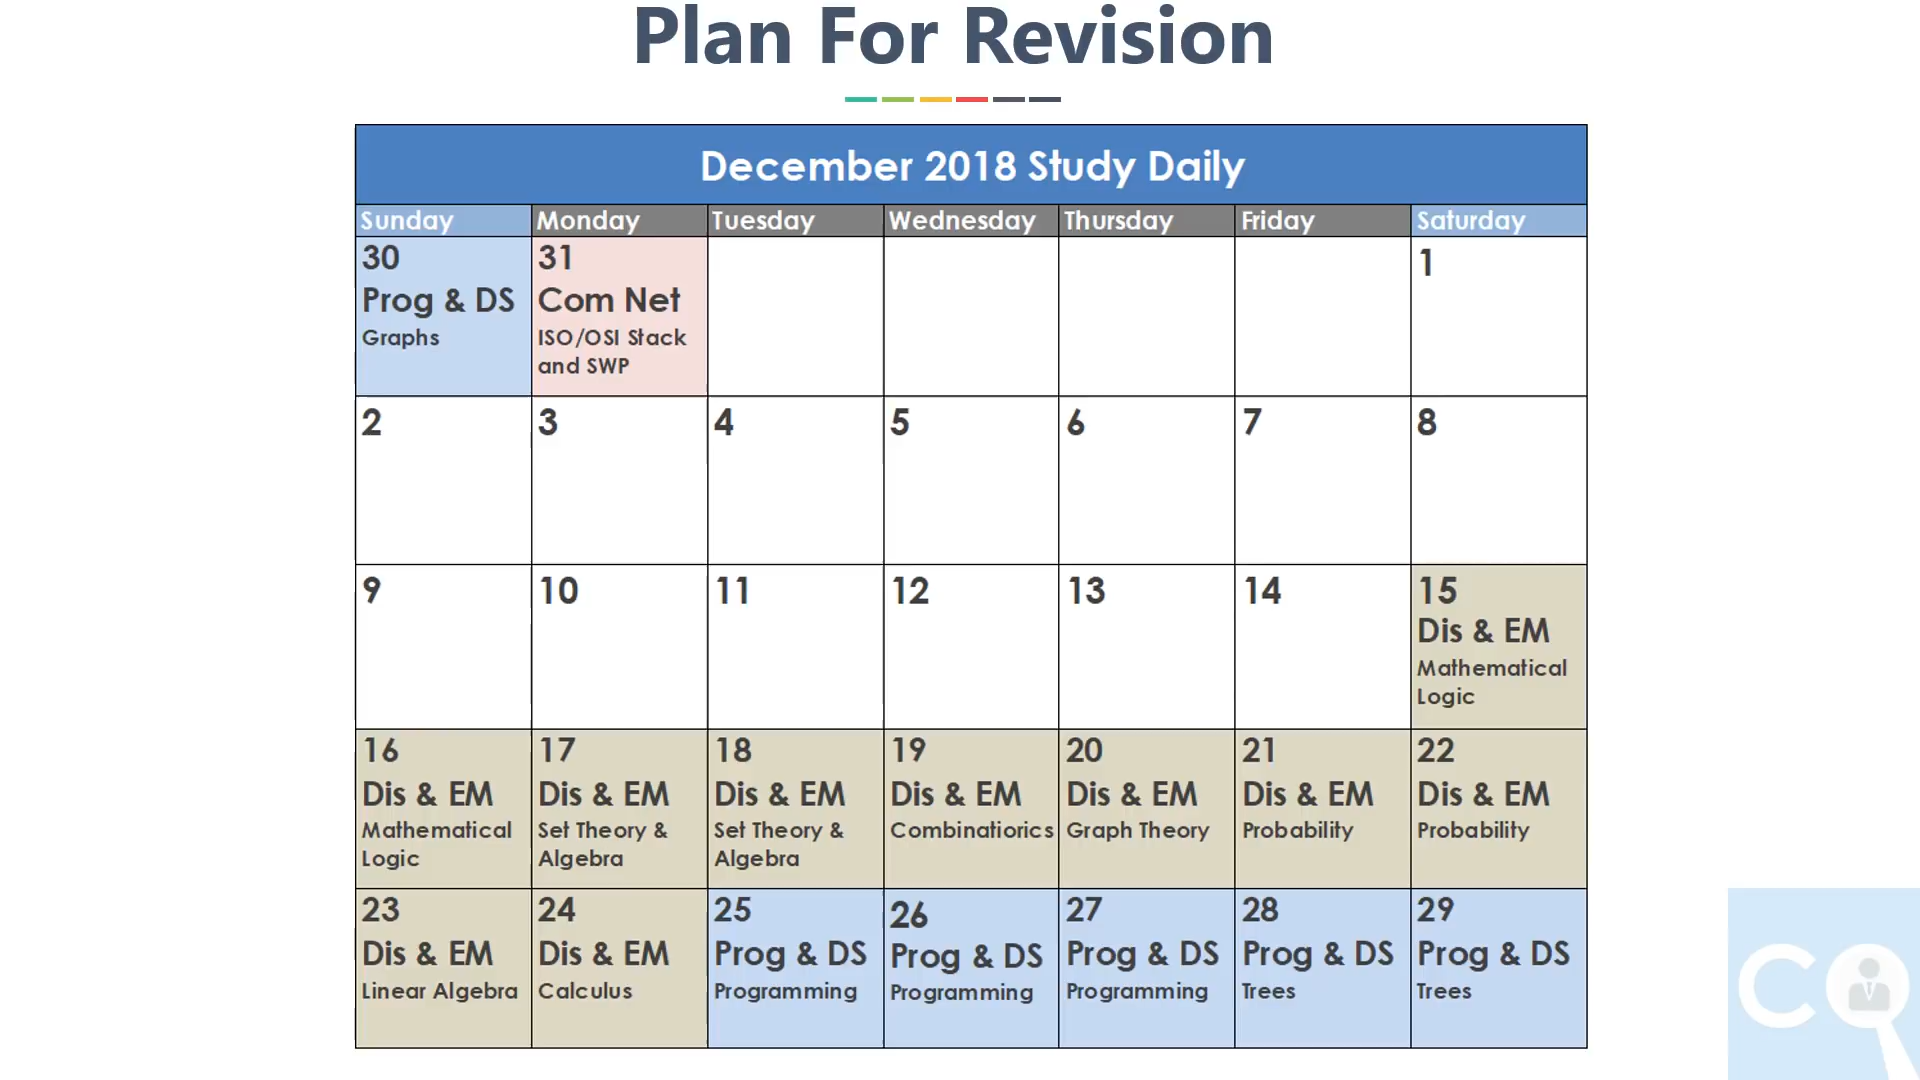 Plan For Revision
December 2018 Study Daily
Sunday Monday Tuesday Wednesday Thursday Friday Saturday
30
Prog & DS
Graphs
31
Com Net
ISO/OSI Stack
and SWP
1
2
3
4
5
6
7
8
9
10
11
12
13
14
15
Dis & EM
Mathematical
Logic
16
Dis & EM
Mathematical
Logic
17
Dis & EM
Set Theory &
Algebra
18
Dis & EM
Set Theory &
Algebra
19
Dis & EM
Combinatiorics
20
Dis & EM
Graph Theory
21
Dis & EM
Probability
22
Dis & EM
Probability
23
Dis & EM
Linear Algebra
24
Dis & EM
Calculus
25
Prog & DS
Programming
26
Prog & DS
Programming
27
Prog & DS
Programming
28
Prog & DS
Trees
29
Prog & DS
Trees